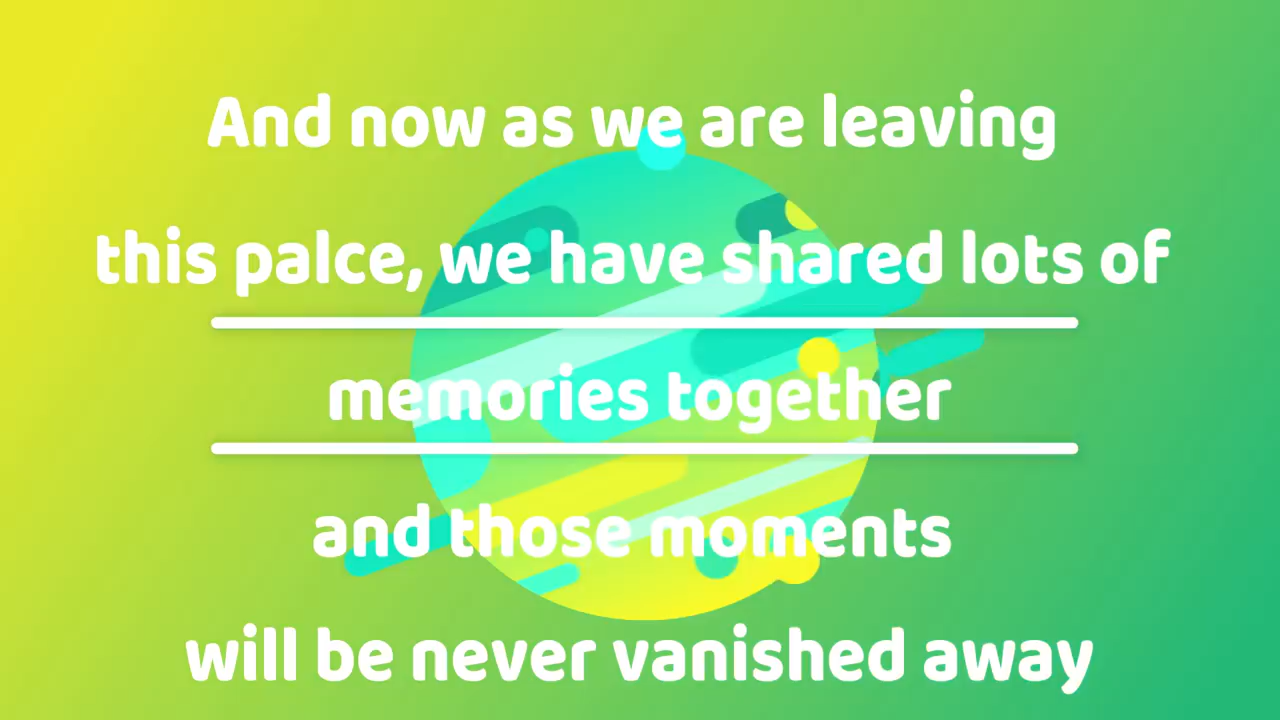 And now as we are leaving
this palce, we have shared lots of
memories together
and those moments
will be never vanished away